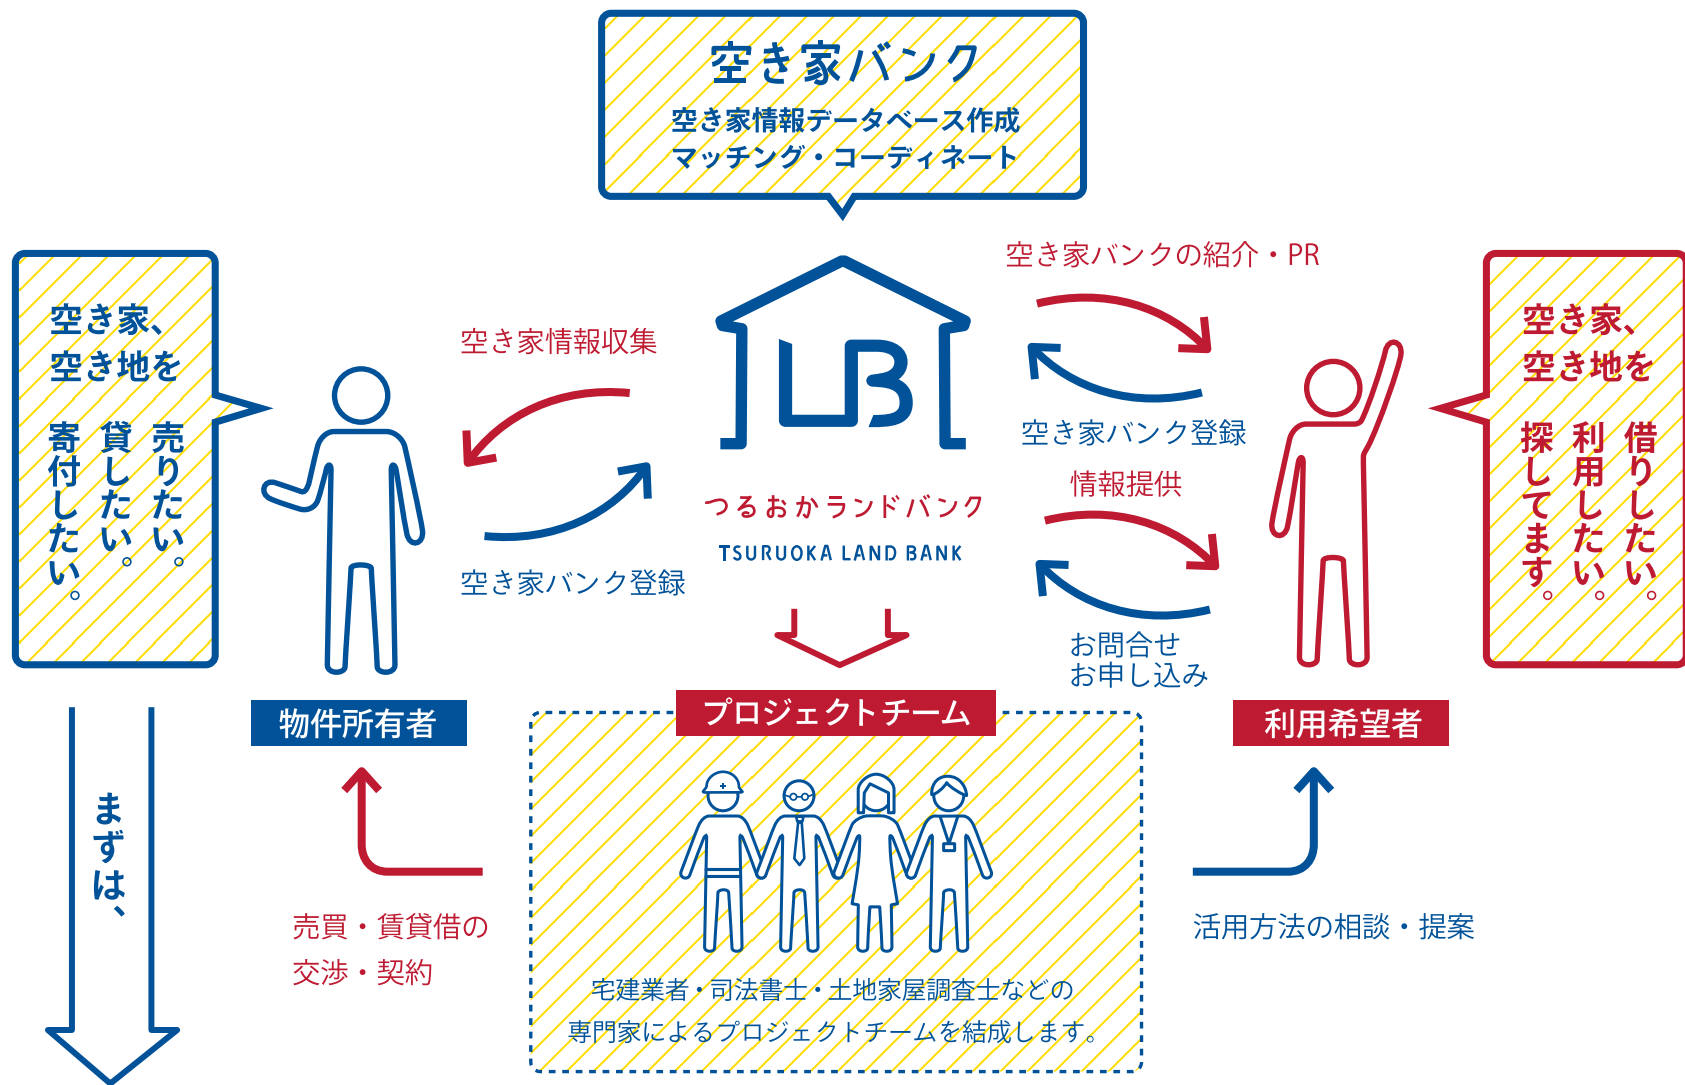 空き家バンク
空き家情報データベース作成
マッチング・コーディネート
空き家、
空き地を
売りたい。
貸したい。
寄付したい。
空き家情報収集
空き家バンク登録
つるおかランドバンク
TSURUOKA LAND BANK
空き家バンクの紹介・PR
空き家バンク登録
情報提供
お問合せ
お申し込み
空き家、
空き地を
借りしたい。
利用したい。
探してます。
物件所有者
プロジェクトチーム
利用希望者
まずは、
売買・賃貸借の
交渉・契約
活用方法の相談・提案
宅建業者・司法書士・土地家屋調査士などの
専門家によるプロジェクトチームを結成します。